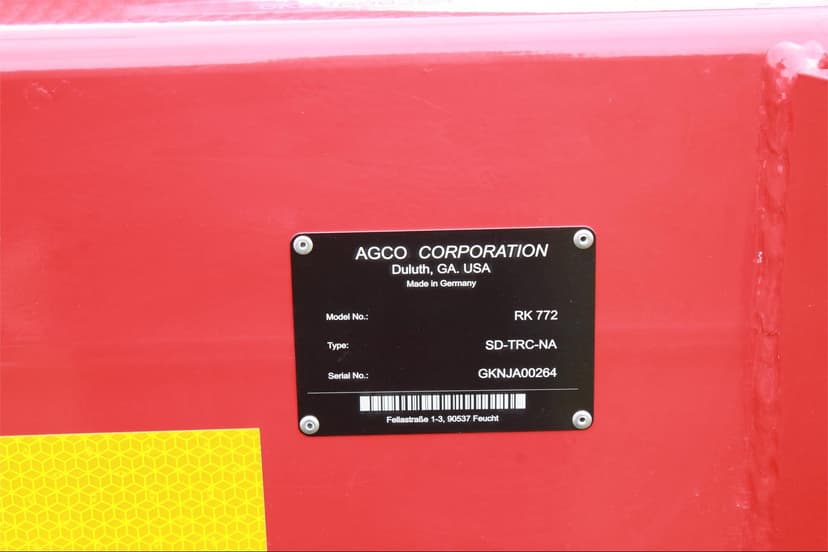 AGCO CORPORATION
Duluth, GA. USA
Made in Germany
Model No.: RK 772
Type: SD-TRC-NA
Serial No.: GKNJA00264
Fellastraße 1-3, 90537 Feucht